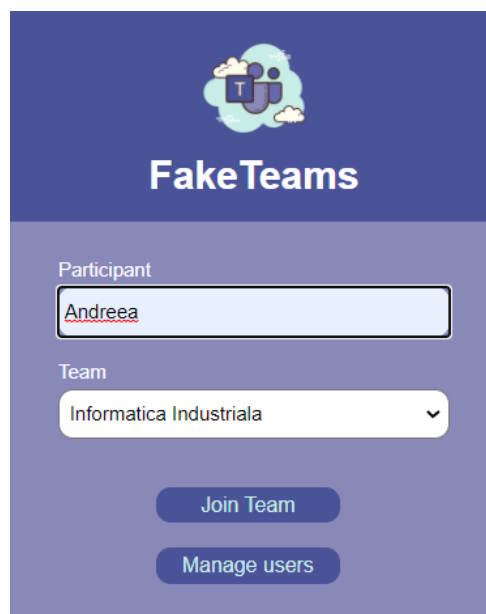 T
FakeTeams
Participant
Andreea
Team
Informatica Industriala
Join Team
Manage users